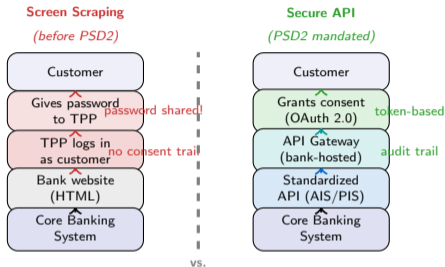 Screen Scraping
(before PSD2)
Customer
Gives password
to TPP
password shared!
TPP logs in
as customer
no consent trail
Bank website
(HTML)
Core Banking
System
vs.
Secure API
(PSD2 mandated)
Customer
Grants consent
(OAuth 2.0)
token-based
API Gateway
(bank-hosted)
audit trail
Standardized
API (AIS/PIS)
Core Banking
System